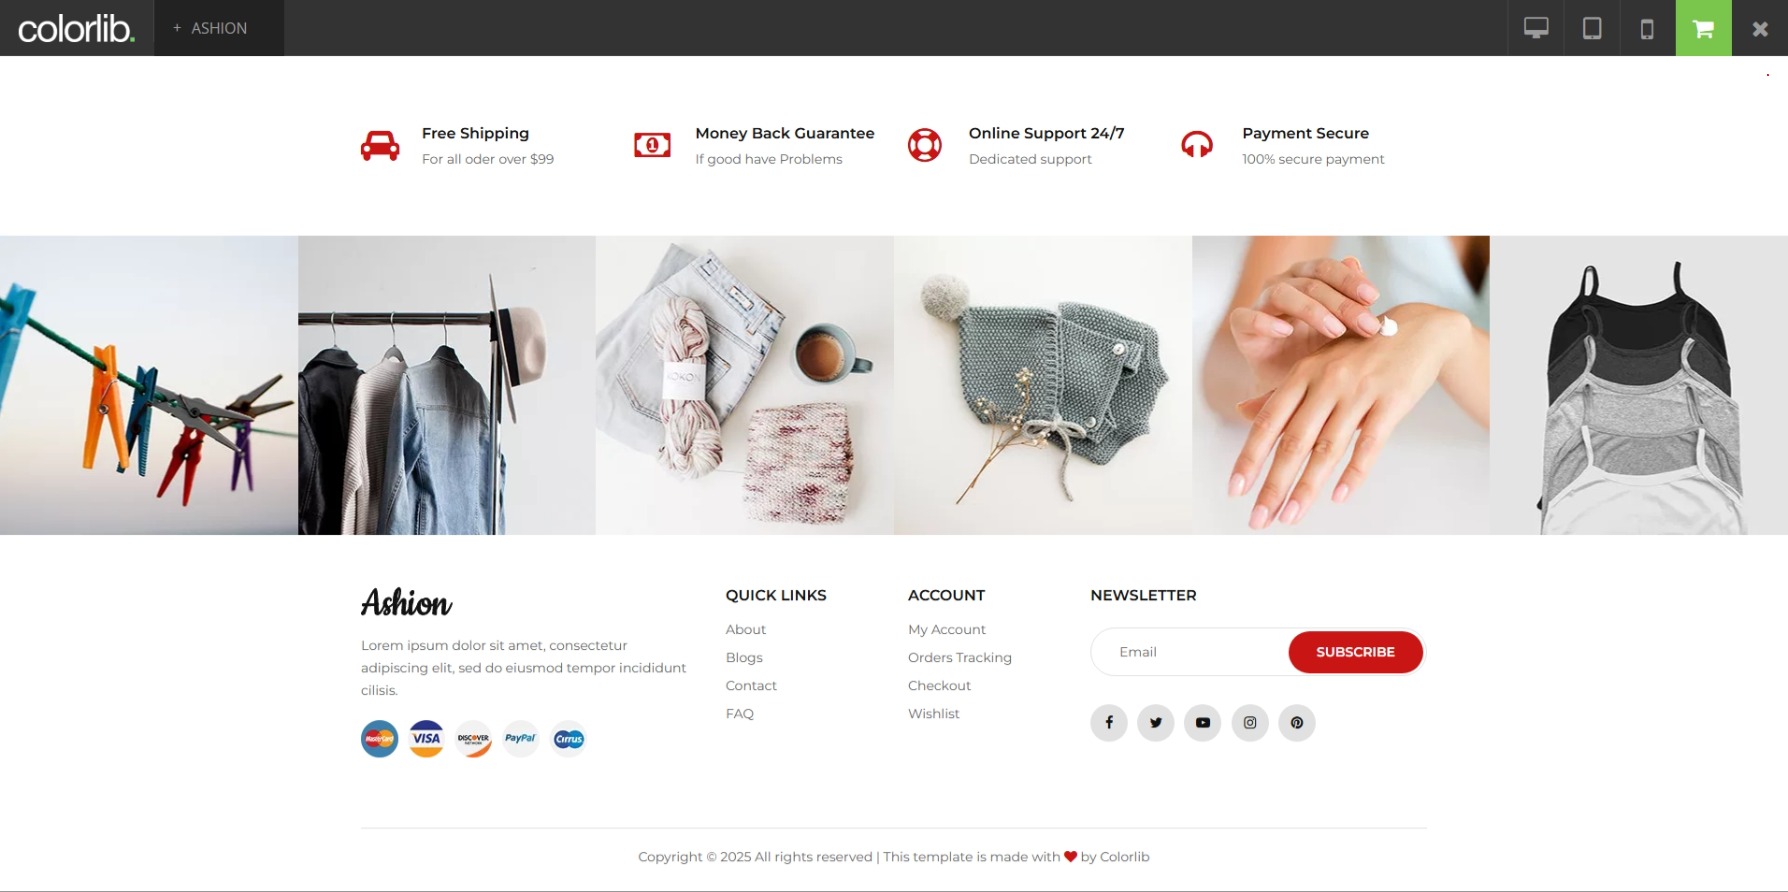 colorlib.
+ ASHION
Free Shipping
For all oder over $99
Money Back Guarantee
If good have Problems
Online Support 24/7
Dedicated support
Payment Secure
100% secure payment
Ashion
Lorem ipsum dolor sit amet, consectetur
adipiscing elit, sed do eiusmod tempor incididunt
cilisis.
MasterCard
VISA
DISCOVER
NETWORK
PayPal
Cirrus
QUICK LINKS
About
Blogs
Contact
FAQ
ACCOUNT
My Account
Orders Tracking
Checkout
Wishlist
NEWSLETTER
Email
SUBSCRIBE
Copyright © 2025 All rights reserved | This template is made with ❤ by Colorlib